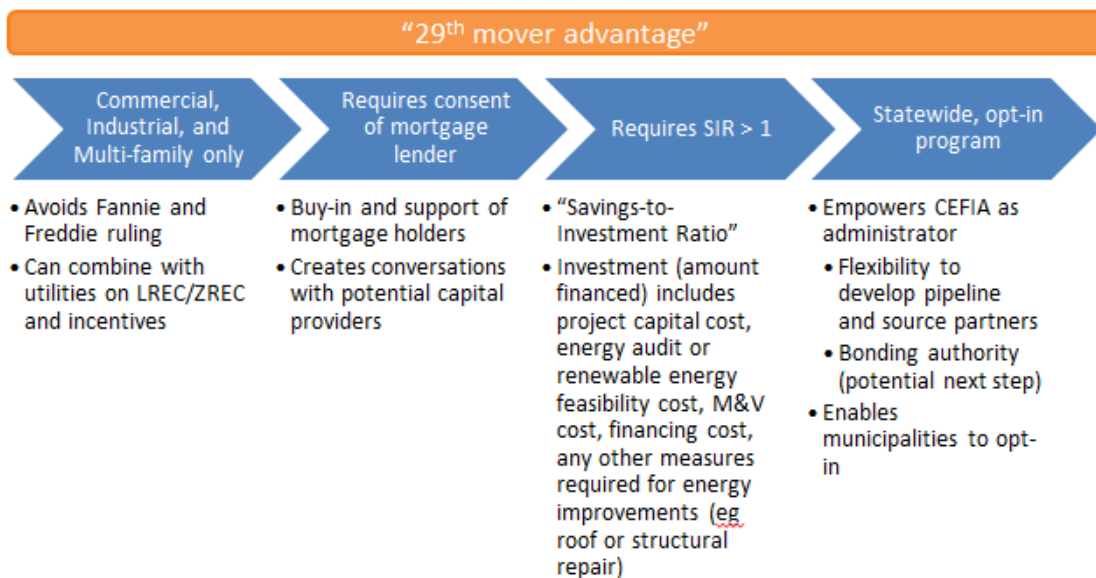 “29th mover advantage”
Commercial,
Industrial, and
Multi-family only
• Avoids Fannie and
Freddie ruling
• Can combine with
utilities on LREC/ZREC
and incentives
Requires consent
of mortgage
lender
• Buy-in and support of
mortgage holders
• Creates conversations
with potential capital
providers
Requires SIR > 1
• “Savings-to-
Investment Ratio”
• Investment (amount
financed) includes
project capital cost,
energy audit or
renewable energy
feasibility cost, M&V
cost, financing cost,
any other measures
required for energy
improvements (eg
roof or structural
repair)
Statewide, opt-in
program
• Empowers CEFIA as
administrator
• Flexibility to
develop pipeline
and source partners
• Bonding authority
(potential next step)
• Enables
municipalities to opt-
in